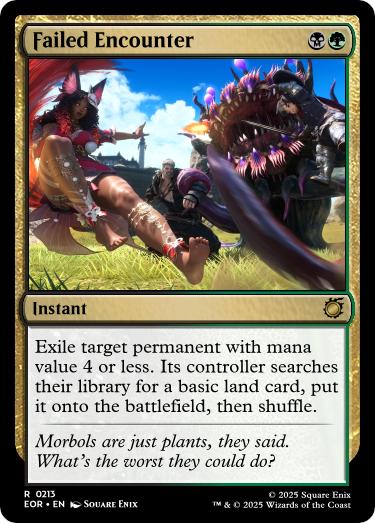 Failed Encounter
Instant
Exile target permanent with mana
value 4 or less. Its controller searches
their library for a basic land card, put
it onto the battlefield, then shuffle.
Morbols are just plants, they said.
What's the worst they could do?
R 0213
EOR • EN SQUARE ENIX
© 2025 Square Enix
™ & © 2025 Wizards of the Coast